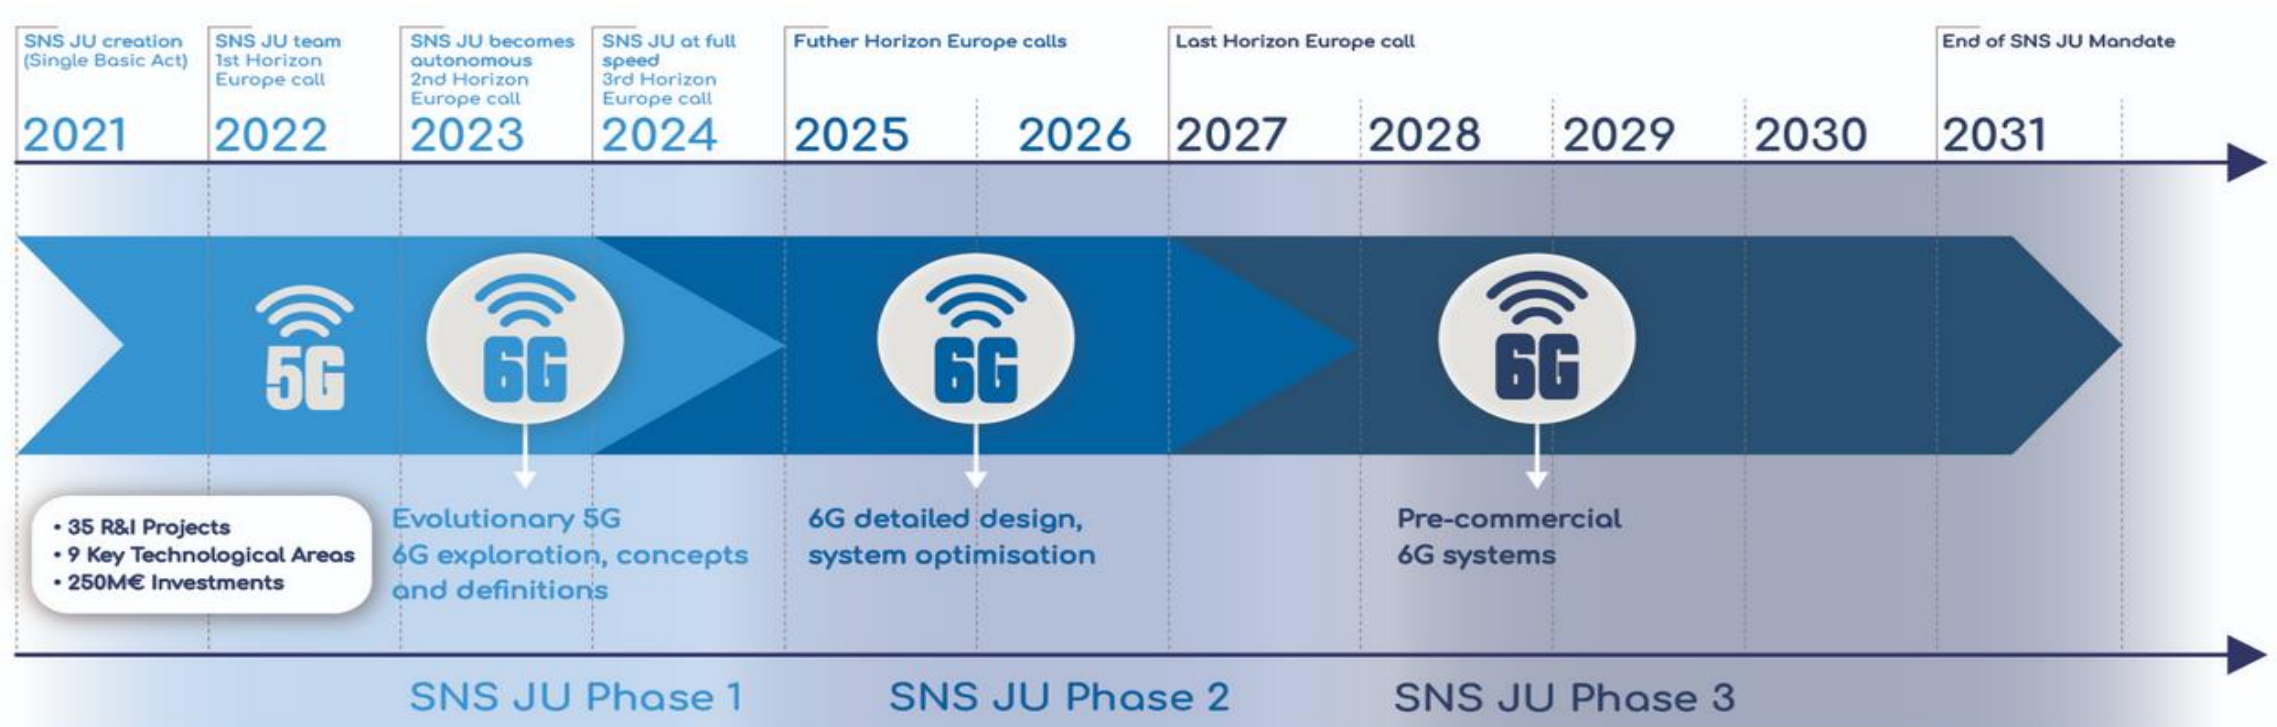 SNS JU creation
(Single Basic Act)
2021
SNS JU team
1st Horizon
Europe call
2022
SNS JU becomes
autonomous
2nd Horizon
Europe call
2023
SNS JU at full
speed
3rd Horizon
Europe call
2024
Futher Horizon Europe calls
2025
2026
Last Horizon Europe call
2027
2028
2029
2030
End of SNS JU Mandate
2031
5G
6G
6G
6G
• 35 R&I Projects
• 9 Key Technological Areas
• 250M€ Investments
Evolutionary 5G
6G exploration, concepts
and definitions
6G detailed design,
system optimisation
Pre-commercial
6G systems
SNS JU Phase 1
SNS JU Phase 2
SNS JU Phase 3